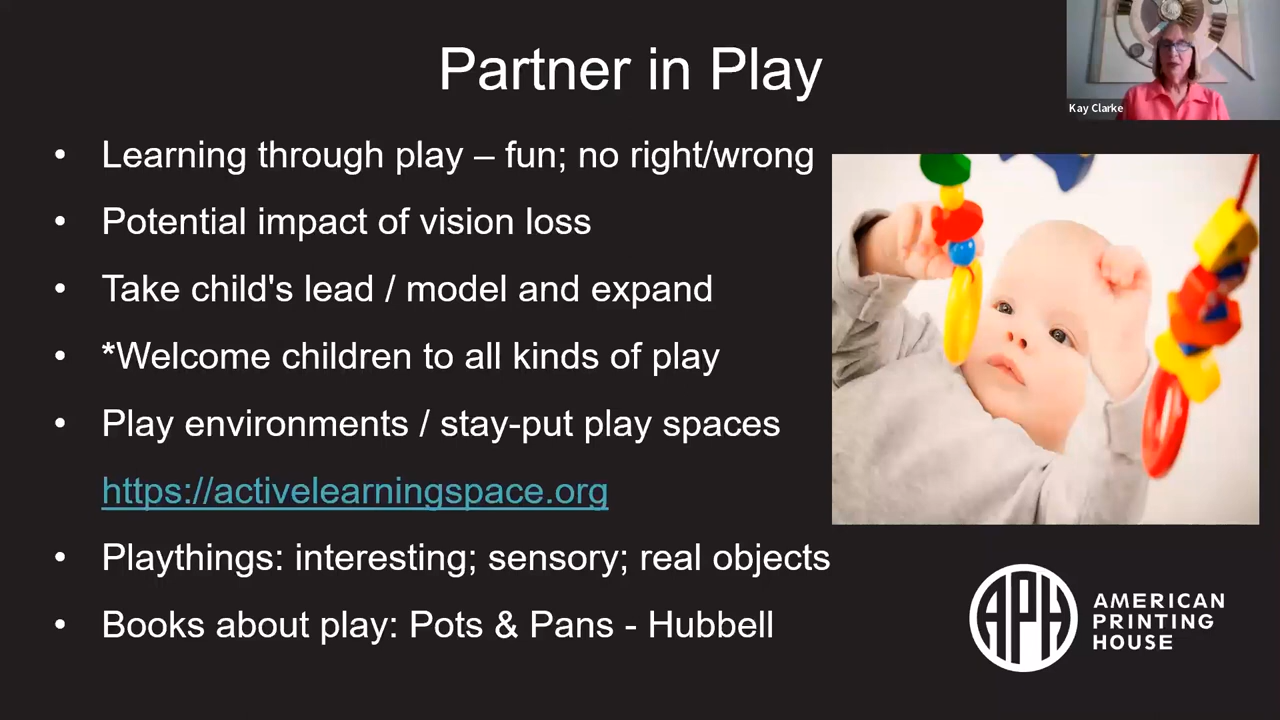 Partner in Play
Kay Clarke
• Learning through play – fun; no right/wrong
• Potential impact of vision loss
• Take child's lead / model and expand
• *Welcome children to all kinds of play
• Play environments / stay-put play spaces
https://activelearningspace.org
• Playthings: interesting; sensory; real objects
• Books about play: Pots & Pans - Hubbell
APH
AMERICAN
PRINTING
HOUSE